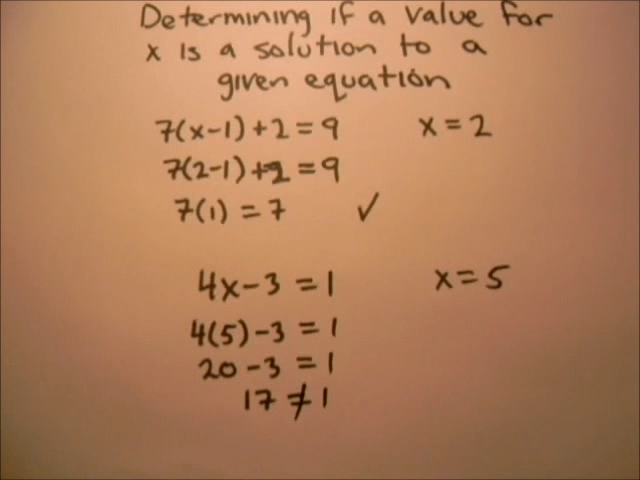 Determining if a value for
x is a solution to a
given equation
7(x-1)+2=9 x=2
7(2-1)+2=9
7(1)=7 ✓
4x-3=1 x=5
4(5)-3=1
20-3=1
17≠1